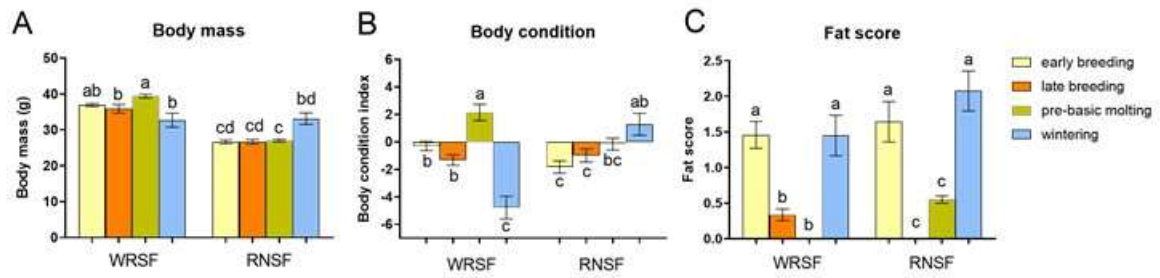 A
Body mass
Body mass (g)
50
40
30
20
10
0
ab
b
a
b
cd
cd
c
bd
WRSF
RNSF
B
Body condition
Body condition index
6
4
2
0
-2
-4
-6
b
b
a
c
c
c
bc
ab
WRSF
RNSF
C
Fat score
Fat score
2.5
2.0
1.5
1.0
0.5
0.0
a
b
b
a
a
c
c
a
WRSF
RNSF
early breeding
late breeding
pre-basic molting
wintering